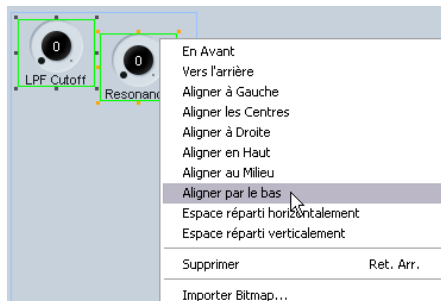 0
0
LPF Cutoff
En Avant
Vers l'arrière
Aligner à Gauche
Resonanc
Aligner les Centres
Aligner à Droite
Aligner en Haut
Aligner au Milieu
Aligner par le bas
Espace réparti horizontalement
Espace réparti verticalement
Supprimer Ret. Arr.
Importer Bitmap...